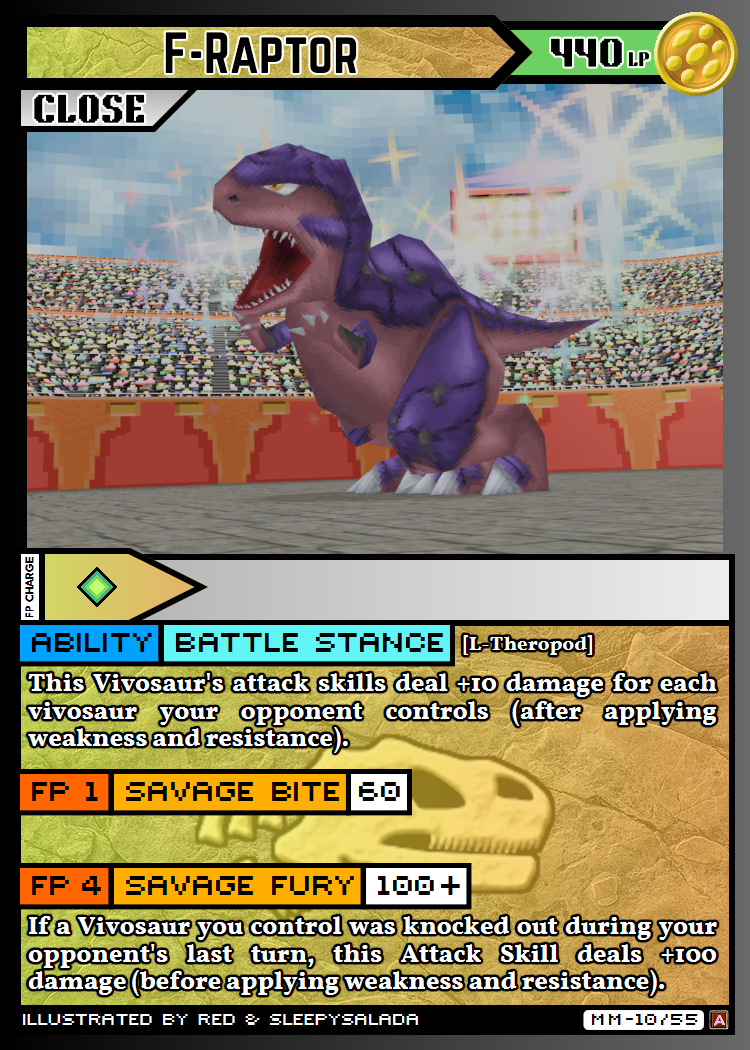 F-RAPTOR
440 LP
CLOSE
FP CHARGE
ABILITY BATTLE STANCE [L-Theropod]
This Vivosaur's attack skills deal +10 damage for each
vivosaur your opponent controls (after applying
weakness and resistance).
FP 1 SAVAGE BITE 60
FP 4 SAVAGE FURY 100+
If a Vivosaur you control was knocked out during your
opponent's last turn, this Attack Skill deals +100
damage (before applying weakness and resistance).
ILLUSTRATED BY RED & SLEEPYSALADA
MM-10/55 A